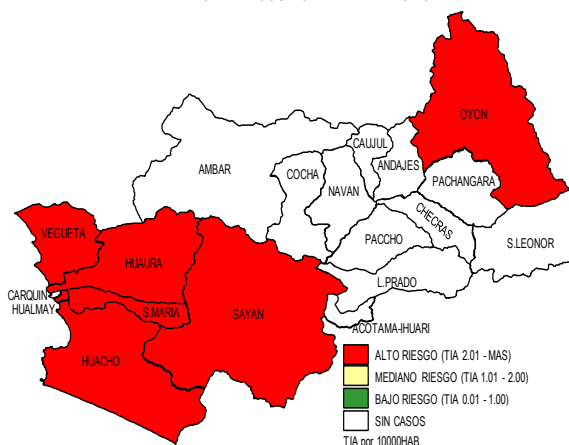 OYON
CAUJUL
ANDAJES
AMBAR
COCHA
NAVAN
PACHANGARA
CHECRAS
VEGUETA
PACCHO
S.LEONOR
HUAURA
L.PRADO
CARQUIN
HUALMAY
S.MARIA
SAYAN
ACOTAMA-IHUARI
HUACHO
ALTO RIESGO (TIA 2.01 - MAS)
MEDIANO RIESGO (TIA 1.01 - 2.00)
BAJO RIESGO (TIA 0.01 - 1.00)
SIN CASOS
TIA por 10000HAB.